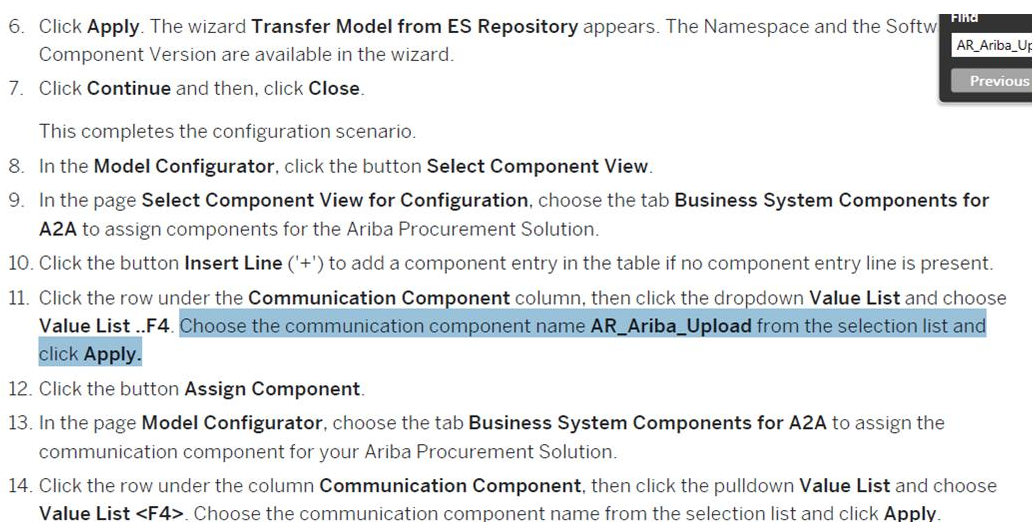 6. Click Apply. The wizard Transfer Model from ES Repository appears. The Namespace and the Softw
Component Version are available in the wizard.
7. Click Continue and then, click Close.
This completes the configuration scenario.
8. In the Model Configurator, click the button Select Component View.
9. In the page Select Component View for Configuration, choose the tab Business System Components for
A2A to assign components for the Ariba Procurement Solution.
10. Click the button Insert Line ('+') to add a component entry in the table if no component entry line is present.
11. Click the row under the Communication Component column, then click the dropdown Value List and choose
Value List ..F4. Choose the communication component name AR_Ariba_Upload from the selection list and
click Apply.
12. Click the button Assign Component.
13. In the page Model Configurator, choose the tab Business System Components for A2A to assign the
communication component for your Ariba Procurement Solution.
14. Click the row under the column Communication Component, then click the pulldown Value List and choose
Value List <F4>. Choose the communication component name from the selection list and click Apply.
Find
AR_Ariba_Up
Previous